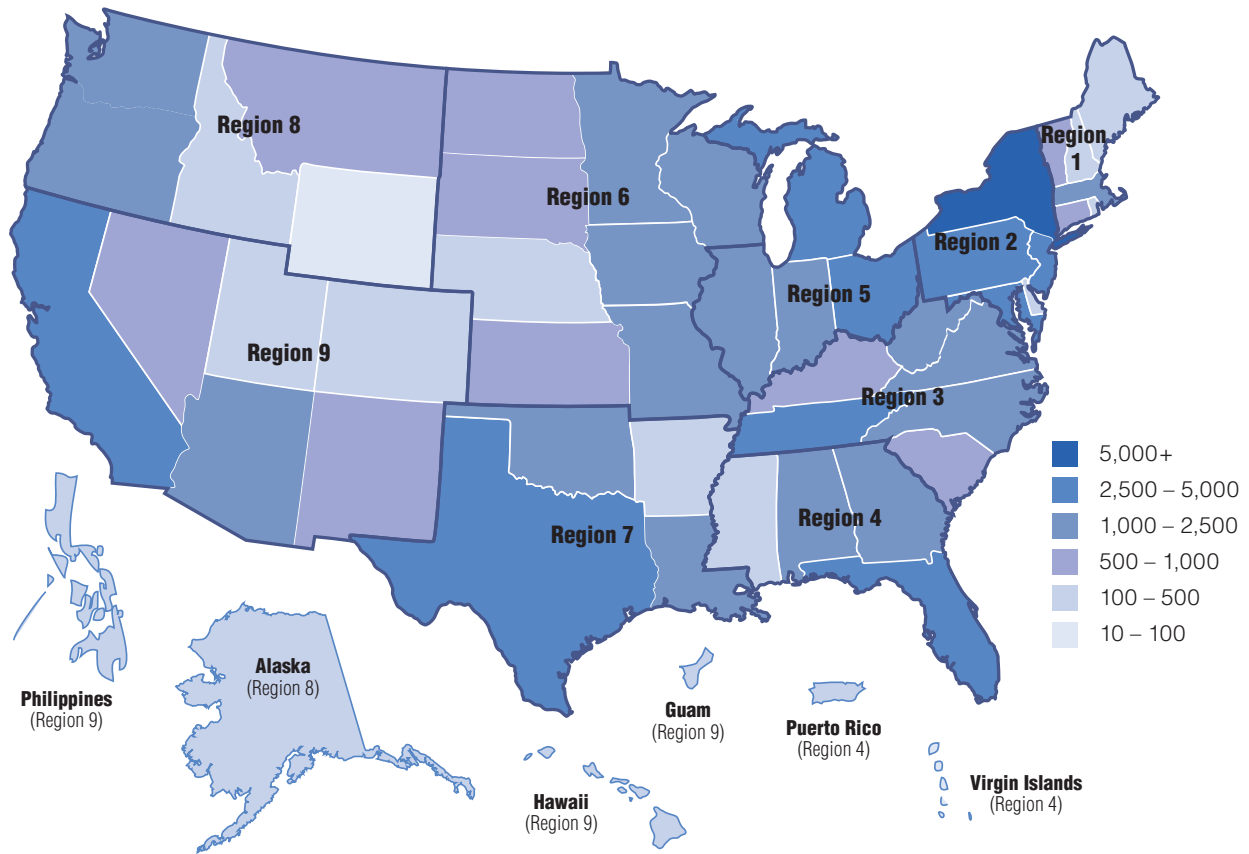 Region 8
Region
1
Region 6
Region 2
Region 5
Region 9
Region 3
Region 4
Region 7
5,000+
2,500 – 5,000
1,000 – 2,500
500 – 1,000
100 – 500
10 – 100
Philippines
(Region 9)
Alaska
(Region 8)
Guam
(Region 9)
Puerto Rico
(Region 4)
Hawaii
(Region 9)
Virgin Islands
(Region 4)